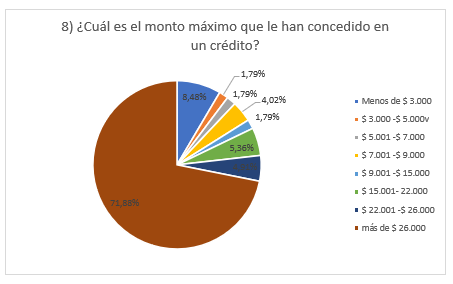 8) ¿Cuál es el monto máximo que le han concedido en
un crédito?
8,48%
1,79%
1,79%
4,02%
1,79%
5,36%
71,88%
Menos de $ 3.000
$ 3.000 -$ 5.000v
$ 5.001 -$ 7.000
$ 7.001 -$ 9.000
$ 9.001 -$ 15.000
$ 15.001- 22.000
$ 22.001 -$ 26.000
más de $ 26.000